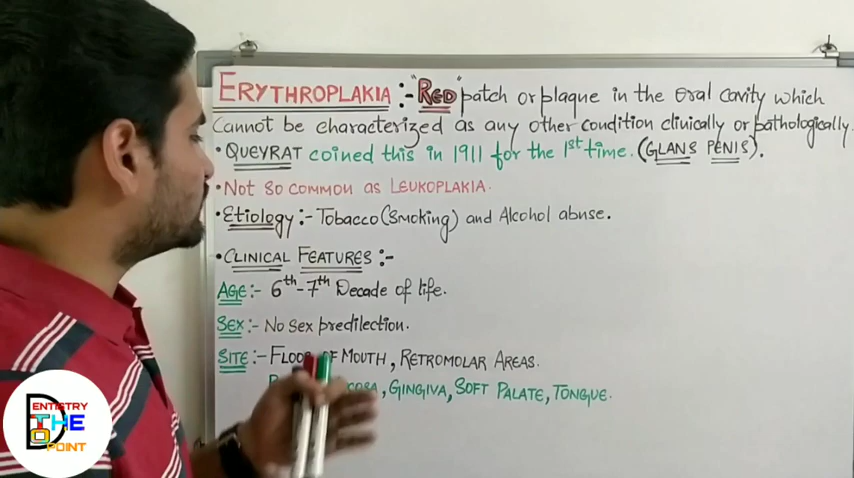 ERYTHROPLAKIA :- "RED" patch or plaque in the oral cavity which
Cannot be characterized as any other condition clinically or pathologically.
• QUEYRAT coined this in 1911 for the 1st time. (GLANS PENIS).
• NOT SO COMMON AS LEUKOPLAKIA.
• Etiology :- Tobacco (Smoking) and Alcohol abuse.
• CLINICAL FEATURES :-
AGE :- 6th-7th Decade of life.
SEX :- No Sex predilection.
SITE :- OF MOUTH, RETROMOLAR AREAS.
, GINGIVA, SOFT PALATE, TONGUE.
DENTISTRY
THE
TO
POINT